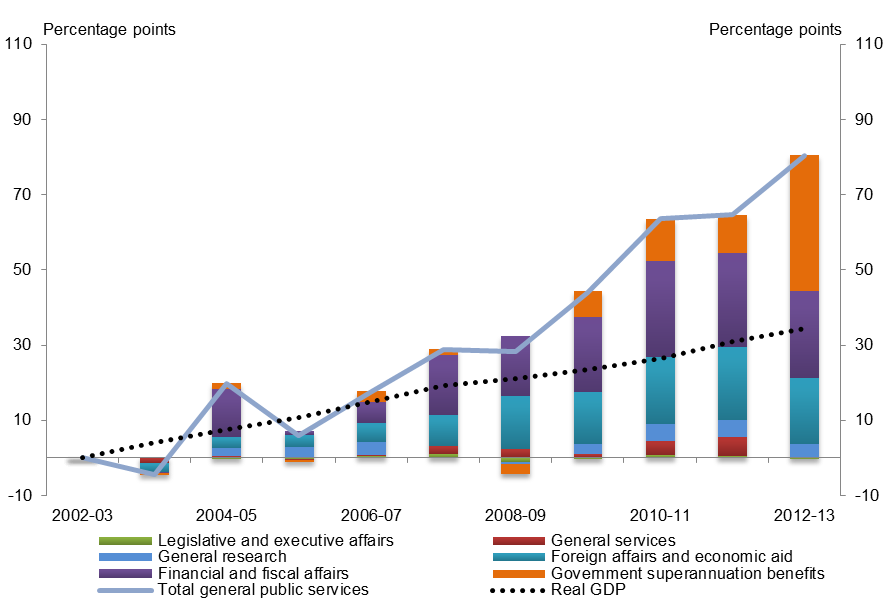 Percentage points Percentage points
110 110
90 90
70 70
50 50
30 30
10 10
-10 -10
2002-03 2004-05 2006-07 2008-09 2010-11 2012-13
Legislative and executive affairs General services
General research Foreign affairs and economic aid
Financial and fiscal affairs Government superannuation benefits
Total general public services Real GDP